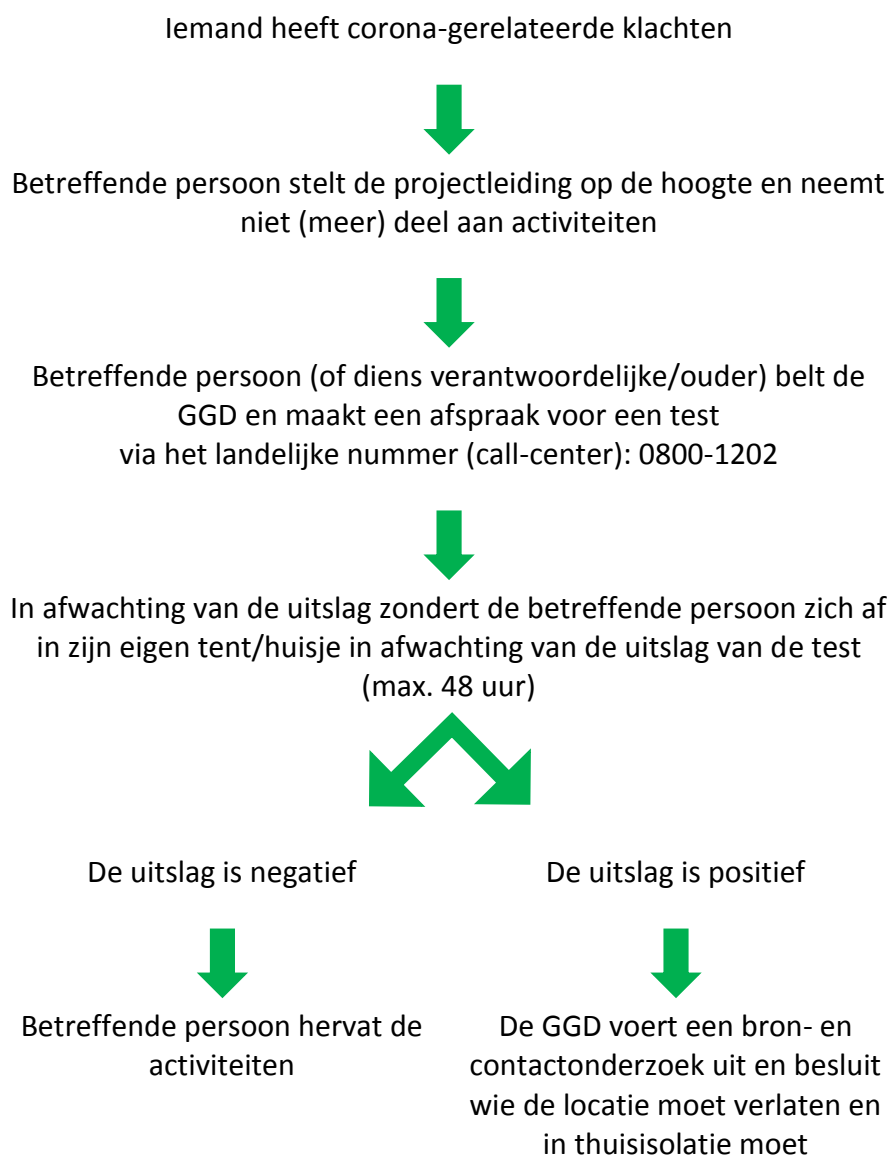 Iemand heeft corona-gerelateerde klachten
Betreffende persoon stelt de projectleiding op de hoogte en neemt
niet (meer) deel aan activiteiten
Betreffende persoon (of diens verantwoordelijke/ouder) belt de
GGD en maakt een afspraak voor een test
via het landelijke nummer (call-center): 0800-1202
In afwachting van de uitslag zondert de betreffende persoon zich af
in zijn eigen tent/huisje in afwachting van de uitslag van de test
(max. 48 uur)
De uitslag is negatief
Betreffende persoon hervat de
activiteiten
De uitslag is positief
De GGD voert een bron- en
contactonderzoek uit en besluit
wie de locatie moet verlaten en
in thuisisolatie moet